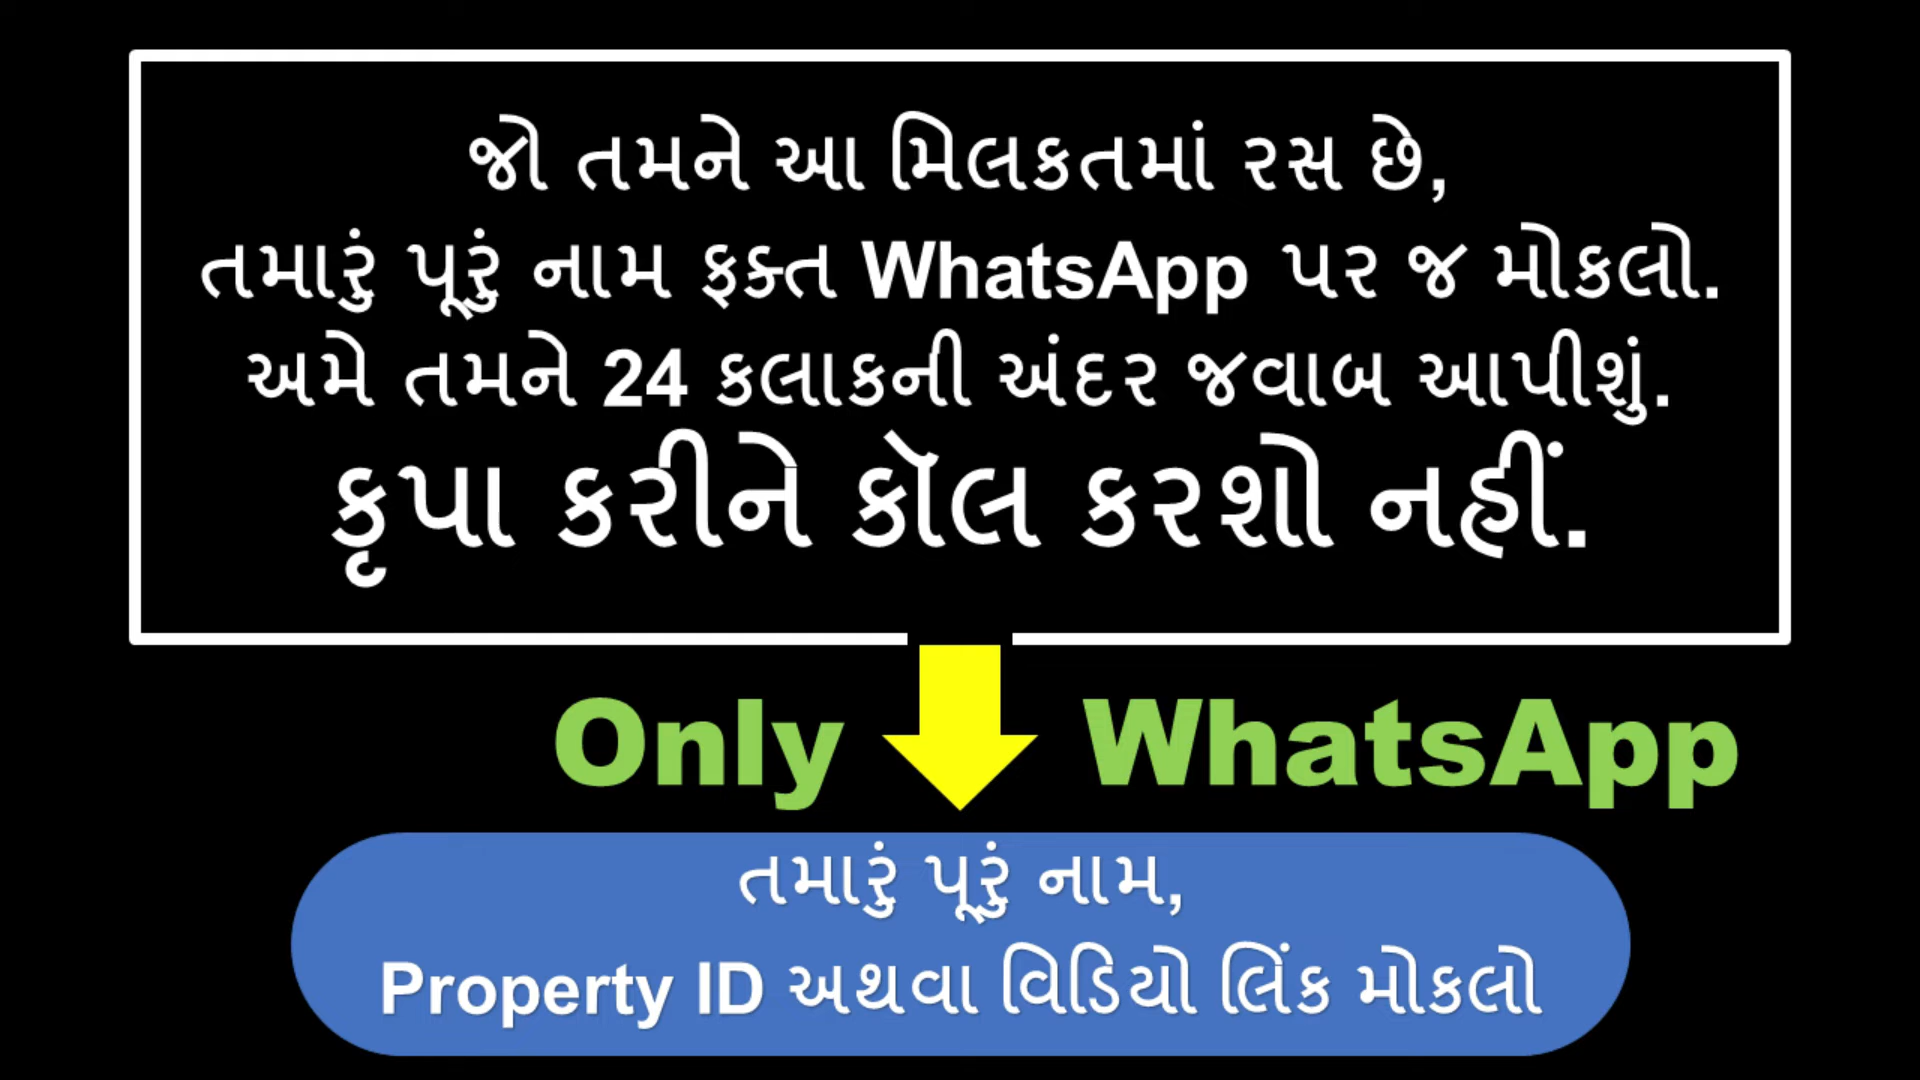 જો તમને આ મિલકતમાં રસ છે,
તમારું પૂરું નામ ફક્ત WhatsApp પર જ મોકલો.
અમે તમને 24 કલાકની અંદર જવાબ આપીશું.
કૃપા કરીને કૉલ કરશો નહીં.
Only WhatsApp
તમારું પૂરું નામ,
Property ID અથવા વિડિયો લિંક મોકલો